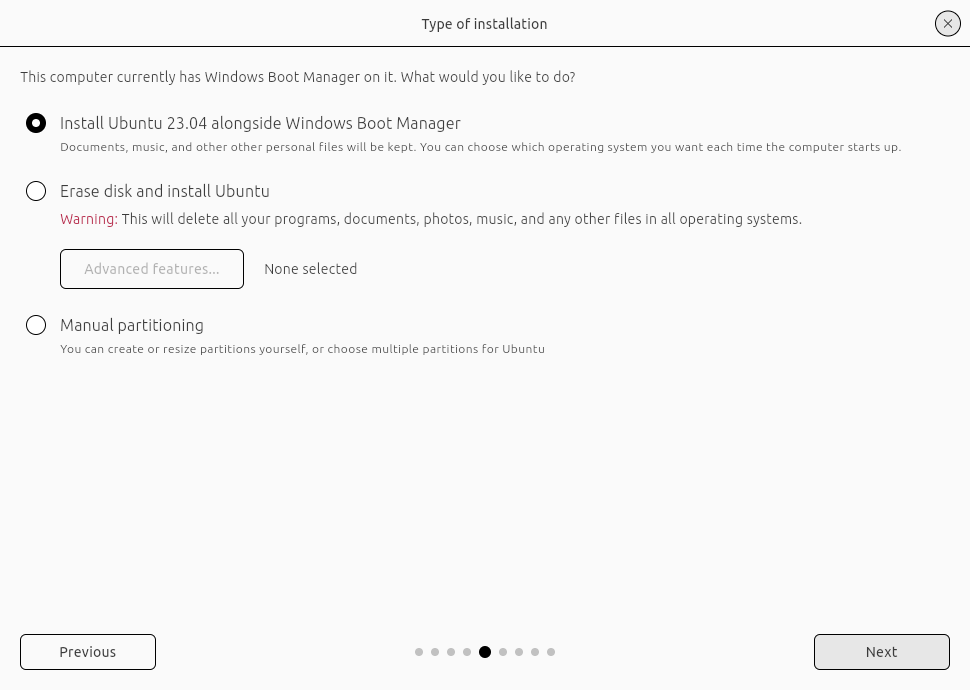 Type of installation
This computer currently has Windows Boot Manager on it. What would you like to do?
Install Ubuntu 23.04 alongside Windows Boot Manager
Documents, music, and other other personal files will be kept. You can choose which operating system you want each time the computer starts up.
Erase disk and install Ubuntu
Warning: This will delete all your programs, documents, photos, music, and any other files in all operating systems.
Advanced features... None selected
Manual partitioning
You can create or resize partitions yourself, or choose multiple partitions for Ubuntu
Previous Next